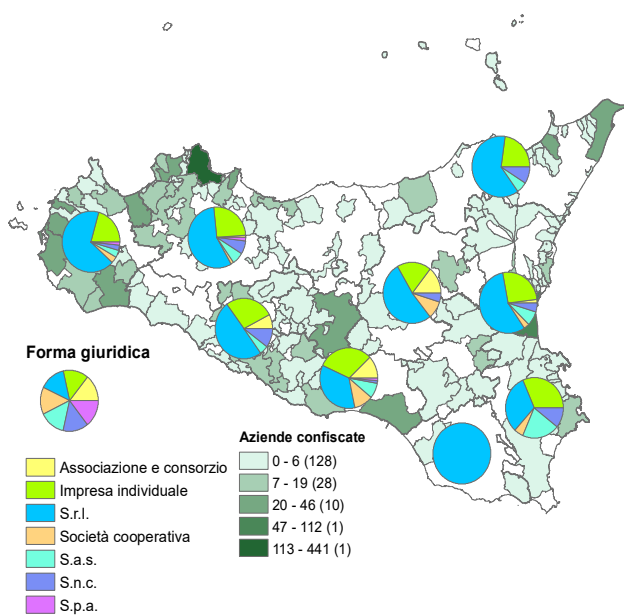 Forma giuridica
Associazione e consorzio
Impresa individuale
S.r.l.
Società cooperativa
S.a.s.
S.n.c.
S.p.a.
Aziende confiscate
0 - 6 (128)
7 - 19 (28)
20 - 46 (10)
47 - 112 (1)
113 - 441 (1)